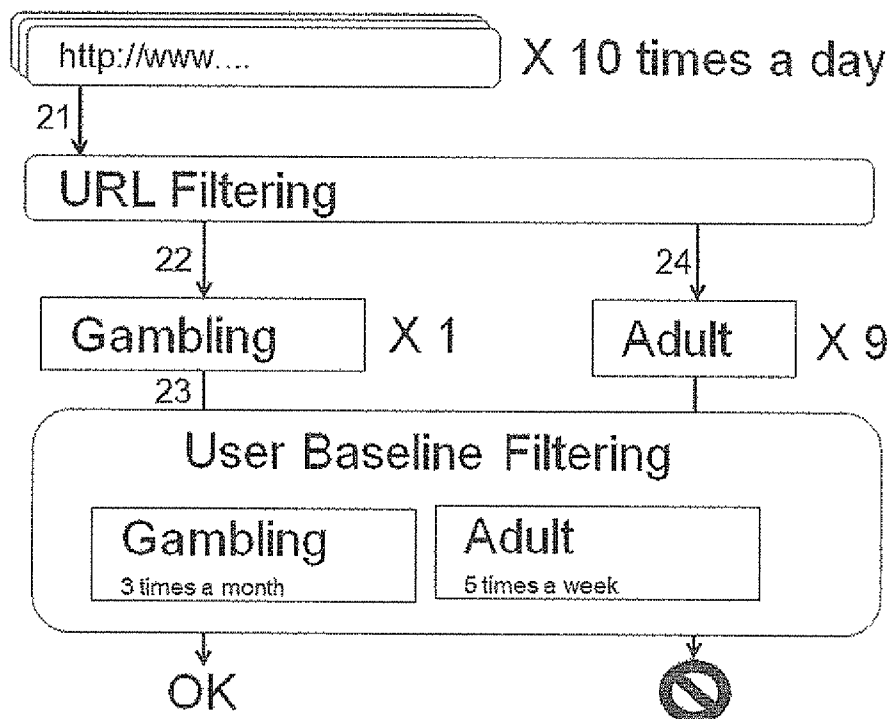 http://www....
X 10 times a day
21
URL Filtering
22
24
Gambling
X 1
Adult
X 9
23
User Baseline Filtering
Gambling
3 times a month
Adult
5 times a week
OK